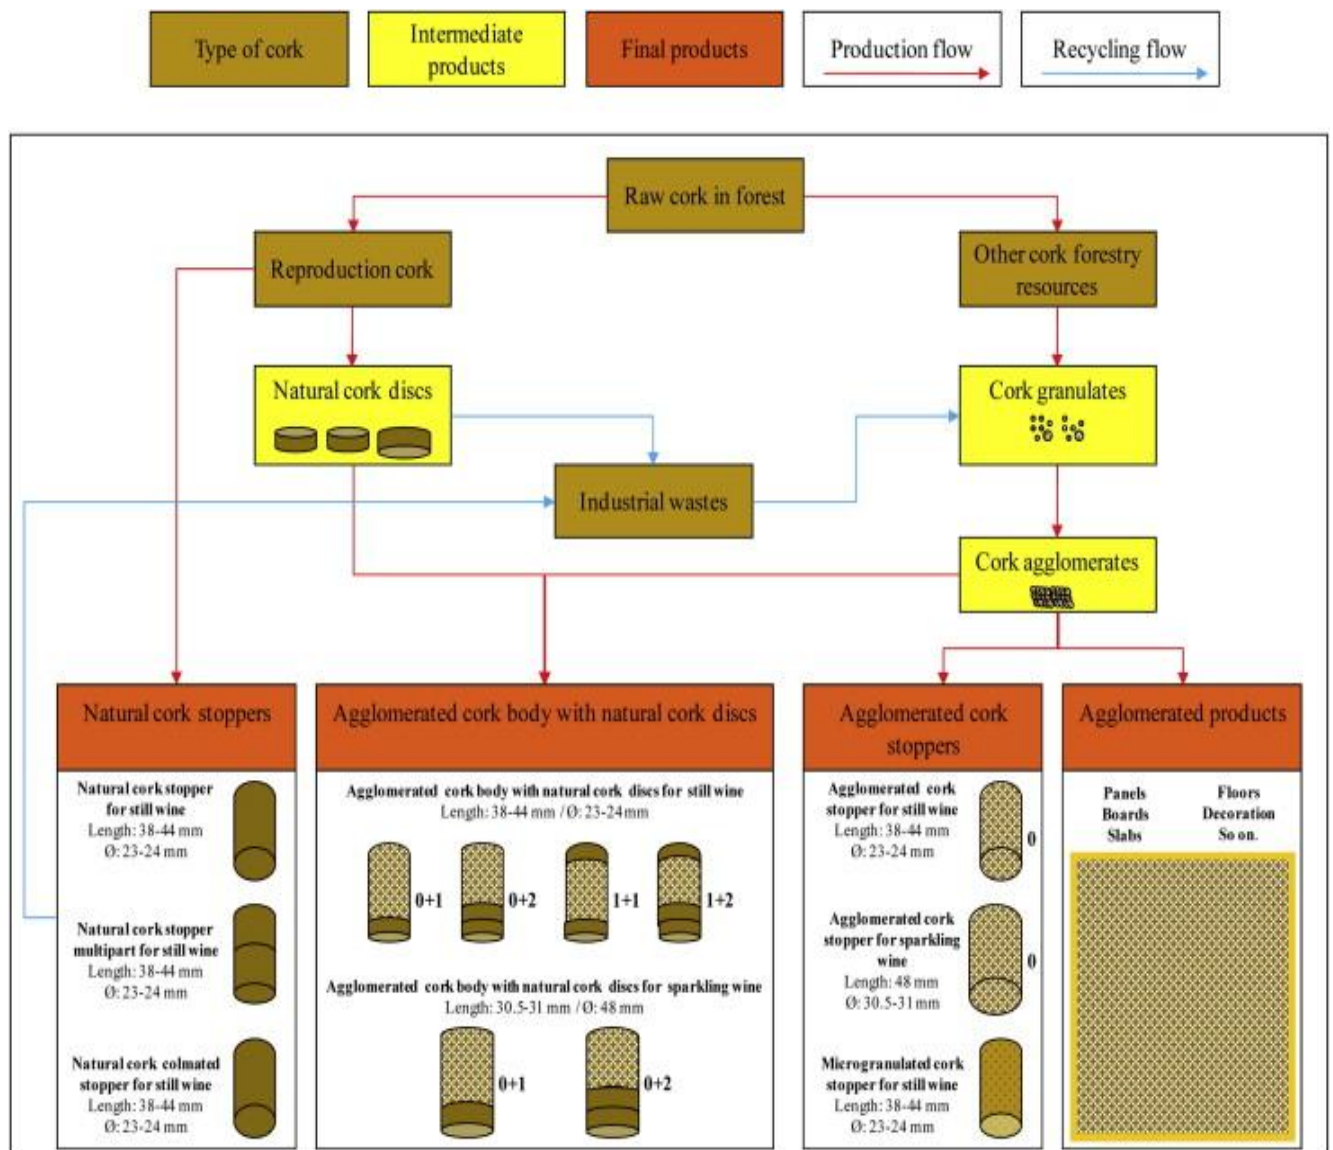 Type of cork
Intermediate
products
Final products
Production flow
Recycling flow
Raw cork in forest
Reproduction cork
Other cork forestry
resources
Natural cork discs
Cork granulates
Industrial wastes
Cork agglomerates
Natural cork stoppers
Natural cork stopper
for still wine
Length: 38-44 mm
Ø: 23-24 mm
Natural cork stopper
multipart for still wine
Length: 38-44 mm
Ø: 23-24 mm
Natural cork colmated
stopper for still wine
Length: 38-44 mm
Ø: 23-24 mm
Agglomerated cork body with natural cork discs
Agglomerated cork body with natural cork discs for still wine
Length: 38-44 mm / Ø: 23-24 mm
0+1
0+2
1+1
1+2
Agglomerated cork body with natural cork discs for sparkling wine
Length: 30.5-31 mm / Ø: 48 mm
0+1
0+2
Agglomerated cork
stoppers
Agglomerated cork
stopper for still wine
Length: 38-44 mm
Ø: 23-24 mm
0
Agglomerated cork
stopper for sparkling
wine
Length: 48 mm
Ø: 30.5-31 mm
0
Microgranulated cork
stopper for still wine
Length: 38-44 mm
Ø: 23-24 mm
Agglomerated products
Panels
Boards
Slabs
Floors
Decoration
So on.